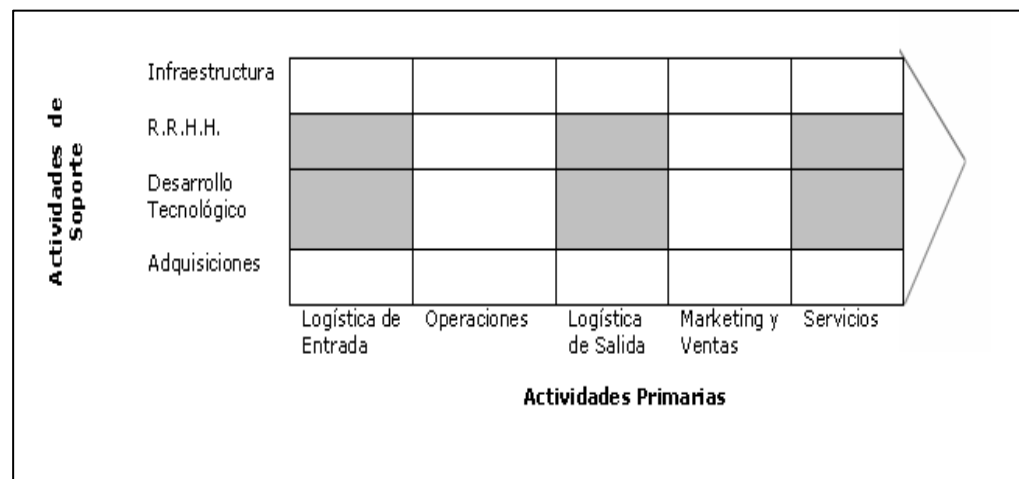 Actividades de
Soporte
Infraestructura
R.R.H.H.
Desarrollo
Tecnológico
Adquisiciones
Logística de
Entrada
Operaciones
Logística
de Salida
Marketing y
Ventas
Servicios
Actividades Primarias